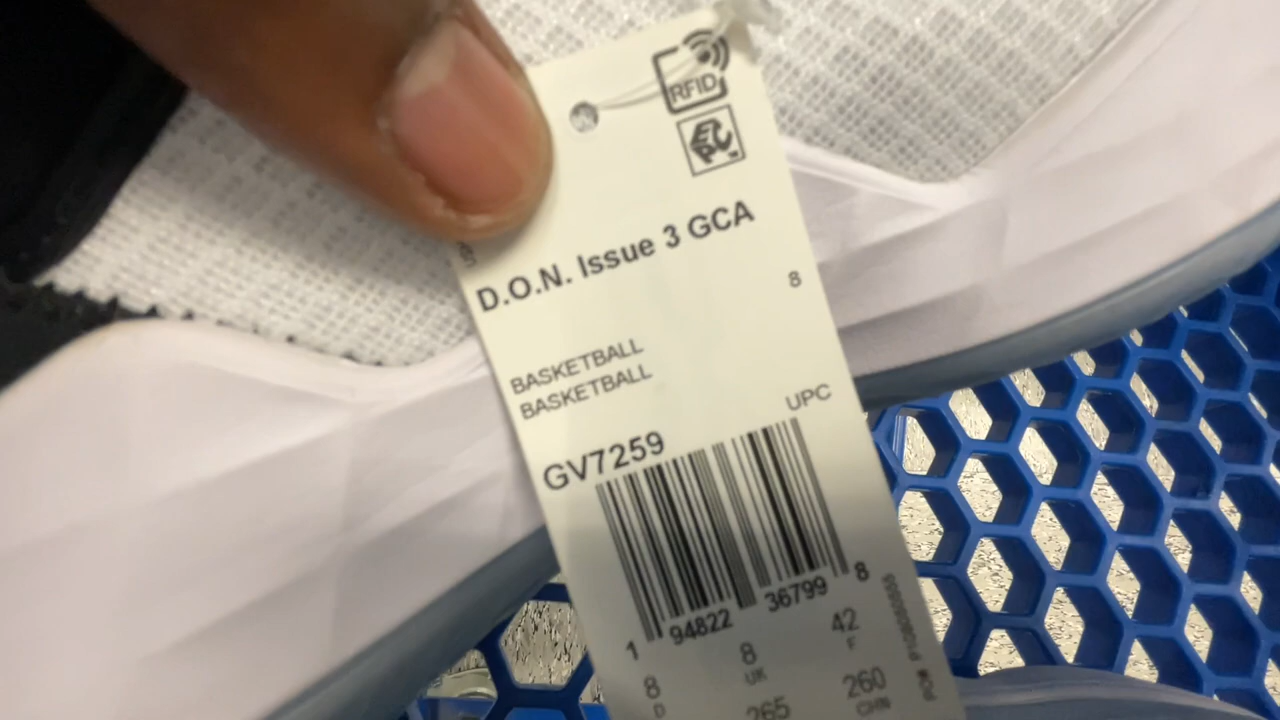 RFID
EPC
D.O.N. Issue 3 GCA
8
BASKETBALL
BASKETBALL
UPC
GV7259
1 94822 36799 8
8 8 42
D UK F
265 260
CHN